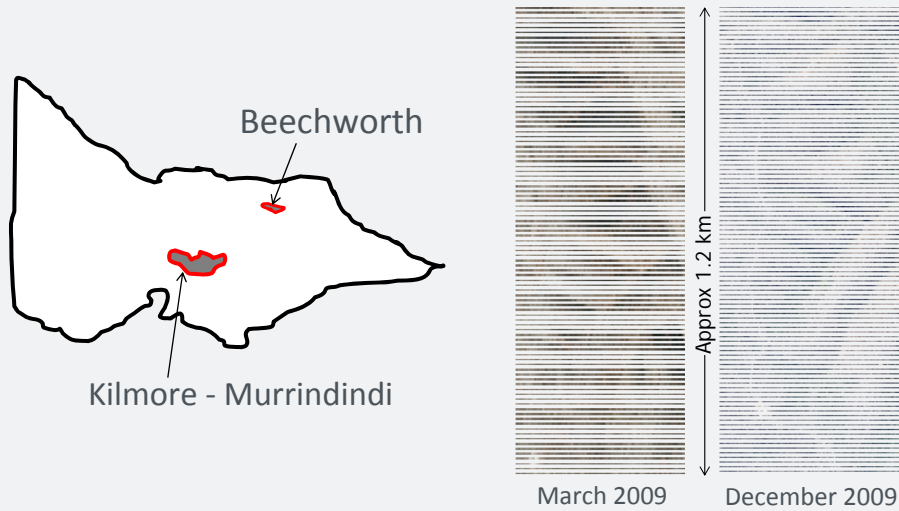 Beechworth
Kilmore - Murrindindi
Approx 1.2 km
March 2009
December 2009